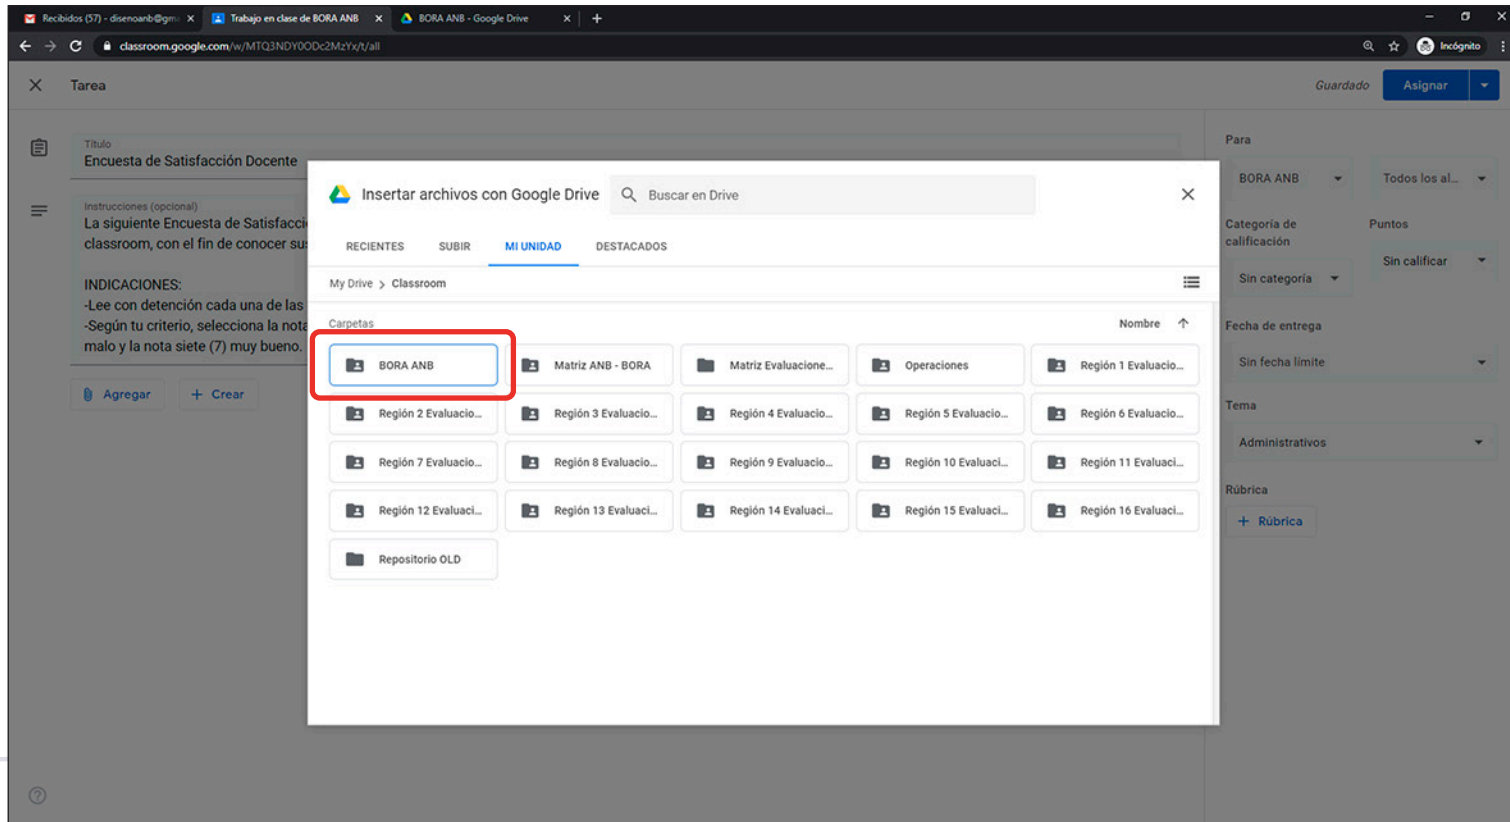 Recibidos (57) - disenoanb@gm
Trabajo en clase de BORA ANB
BORA ANB - Google Drive
classroom.google.com/w/MTQ3NDY0ODc2MzYx/t/all
Incógnito
Tarea
Guardado
Asignar
Título
Encuesta de Satisfacción Docente
Instrucciones (opcional)
La siguiente Encuesta de Satisfacci
classroom, con el fin de conocer su
INDICACIONES:
-Lee con detención cada una de las
-Según tu criterio, selecciona la nota
malo y la nota siete (7) muy bueno.
Agregar
+ Crear
Insertar archivos con Google Drive
Buscar en Drive
RECIENTES
SUBIR
MI UNIDAD
DESTACADOS
My Drive > Classroom
Carpetas
Nombre
BORA ANB
Matriz ANB - BORA
Matriz Evaluacione...
Operaciones
Región 1 Evaluacio...
Región 2 Evaluacio...
Región 3 Evaluacio...
Región 4 Evaluacio...
Región 5 Evaluacio...
Región 6 Evaluacio...
Región 7 Evaluacio...
Región 8 Evaluacio...
Región 9 Evaluacio...
Región 10 Evaluaci...
Región 11 Evaluaci...
Región 12 Evaluaci...
Región 13 Evaluaci...
Región 14 Evaluaci...
Región 15 Evaluaci...
Región 16 Evaluaci...
Repositorio OLD
Para
BORA ANB
Todos los al...
Categoría de
calificación
Puntos
Sin categoría
Sin calificar
Fecha de entrega
Sin fecha límite
Tema
Administrativos
Rúbrica
+ Rúbrica